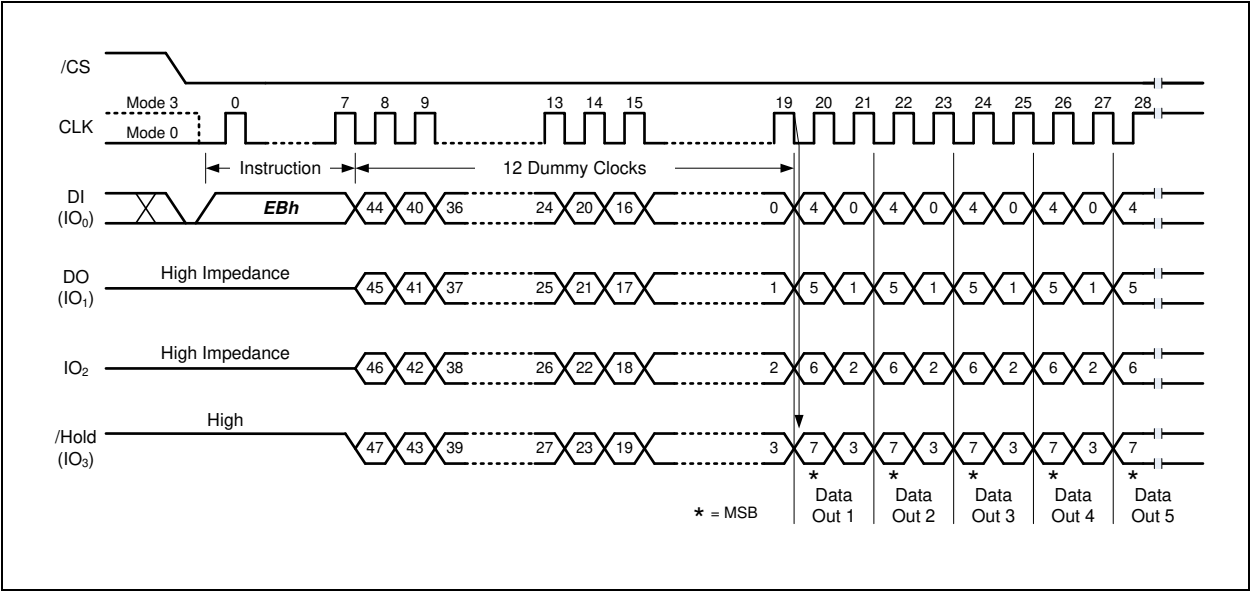 /CS
Mode 3 0 7 8 9 13 14 15 19 20 21 22 23 24 25 26 27 28
CLK
Mode 0
Instruction 12 Dummy Clocks
DI
(IO0) EBh 44 40 36 24 20 16 0 4 0 4 0 4 0 4 0 4
High Impedance
DO
(IO1) 45 41 37 25 21 17 1 5 1 5 1 5 1 5 1 5
High Impedance
IO2 46 42 38 26 22 18 2 6 2 6 2 6 2 6 2 6
High
/Hold
(IO3) 47 43 39 27 23 19 3 7 3 7 3 7 3 7 3 7
* * * * *
Data Data Data Data Data
* = MSB Out 1 Out 2 Out 3 Out 4 Out 5